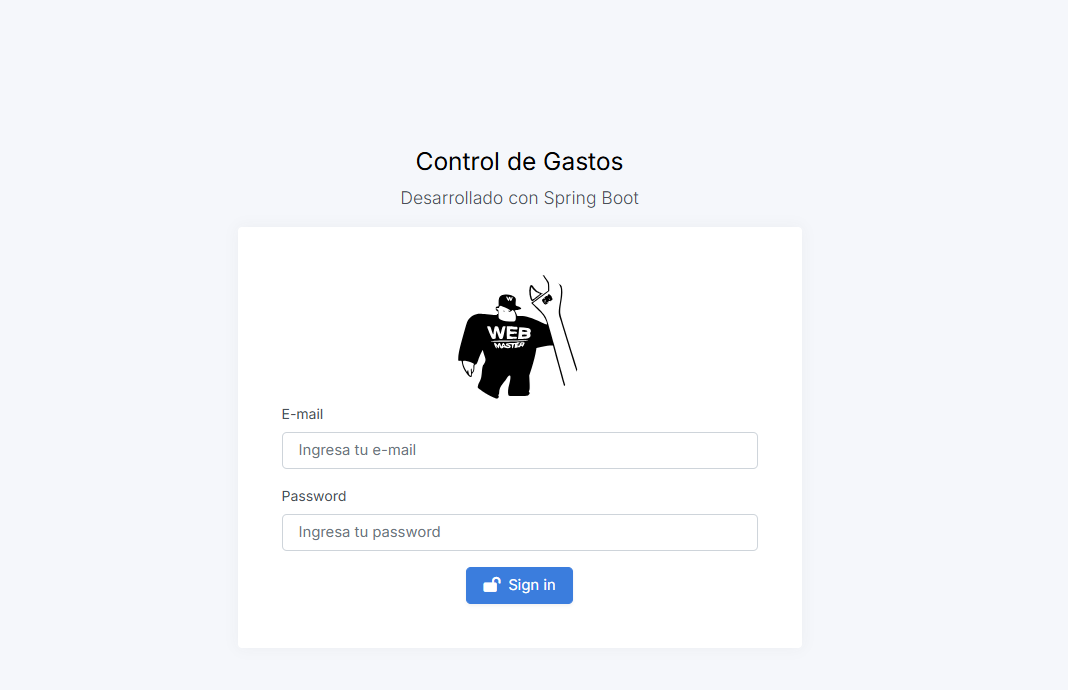 Control de Gastos
Desarrollado con Spring Boot
W
WEB
MASTER
E-mail
Ingresa tu e-mail
Password
Ingresa tu password
Sign in